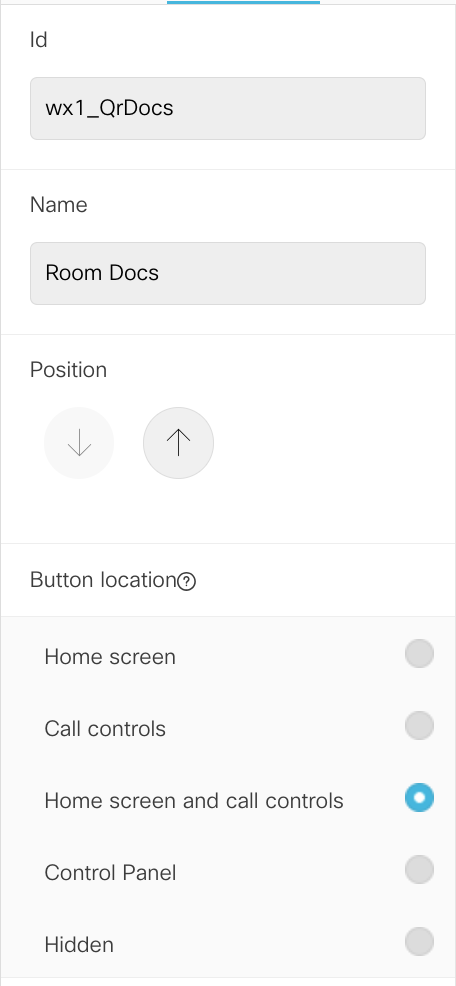 Id
wx1_QrDocs
Name
Room Docs
Position
Button location?
Home screen
Call controls
Home screen and call controls
Control Panel
Hidden